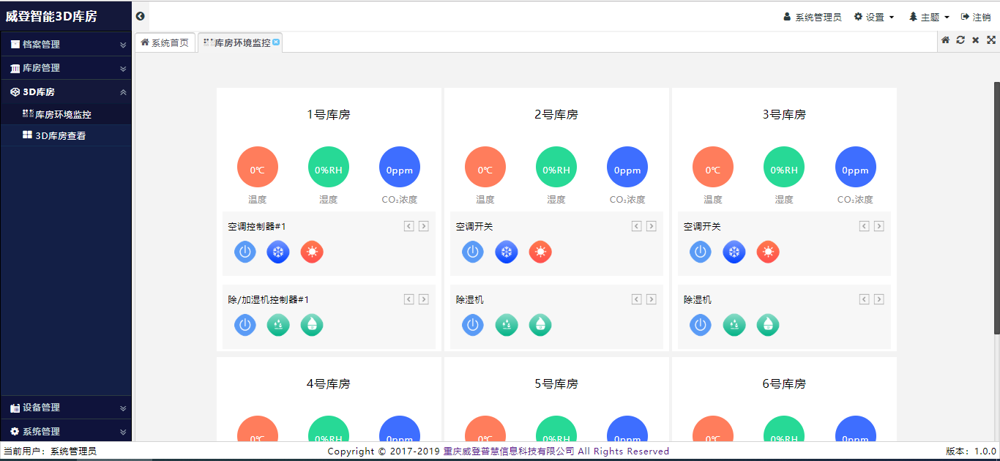 威登智能3D库房
系统管理员 设置 主题 注销
档案管理
库房管理
3D库房
库房环境监控
3D库房查看
设备管理
系统管理
系统首页 库房环境监控
1号库房 2号库房 3号库房
0℃ 0%RH 0ppm 0℃ 0%RH 0ppm 0℃ 0%RH 0ppm
温度 湿度 CO₂浓度 温度 湿度 CO₂浓度 温度 湿度 CO₂浓度
空调控制器#1 空调开关 空调开关
除/加湿机控制器#1 除湿机 除湿机
4号库房 5号库房 6号库房
0℃ 0%RH 0ppm 0℃ 0%RH 0ppm 0℃ 0%RH 0ppm
当前用户：系统管理员 Copyright © 2017-2019 重庆威登普慧信息科技有限公司 All Rights Reserved 版本：1.0.0